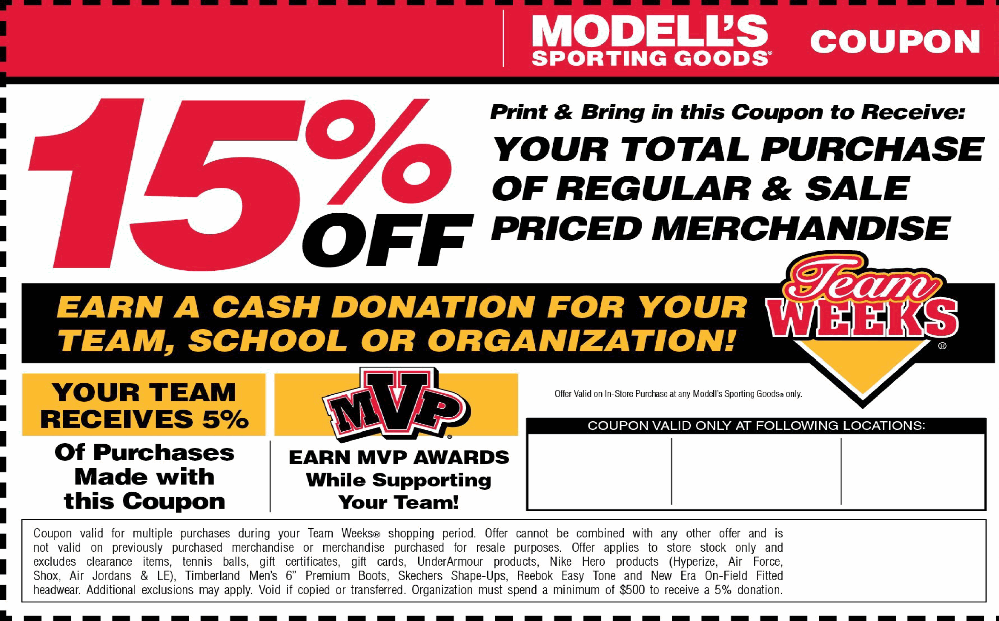 MODELL'S
SPORTING GOODS®
COUPON
15%
OFF
Print & Bring in this Coupon to Receive:
YOUR TOTAL PURCHASE
OF REGULAR & SALE
PRICED MERCHANDISE
EARN A CASH DONATION FOR YOUR
TEAM, SCHOOL OR ORGANIZATION!
Team
WEEKS
®
YOUR TEAM
RECEIVES 5%
Of Purchases
Made with
this Coupon
MVP
®
EARN MVP AWARDS
While Supporting
Your Team!
Offer Valid on In-Store Purchase at any Modell's Sporting Goods® only.
COUPON VALID ONLY AT FOLLOWING LOCATIONS:
Coupon valid for multiple purchases during your Team Weeks® shopping period. Offer cannot be combined with any other offer and is
not valid on previously purchased merchandise or merchandise purchased for resale purposes. Offer applies to store stock only and
excludes clearance items, tennis balls, gift certificates, gift cards, UnderArmour products, Nike Hero products (Hyperize, Air Force,
Shox, Air Jordans & LE), Timberland Men's 6" Premium Boots, Skechers Shape-Ups, Reebok Easy Tone and New Era On-Field Fitted
headwear. Additional exclusions may apply. Void if copied or transferred. Organization must spend a minimum of $500 to receive a 5% donation.